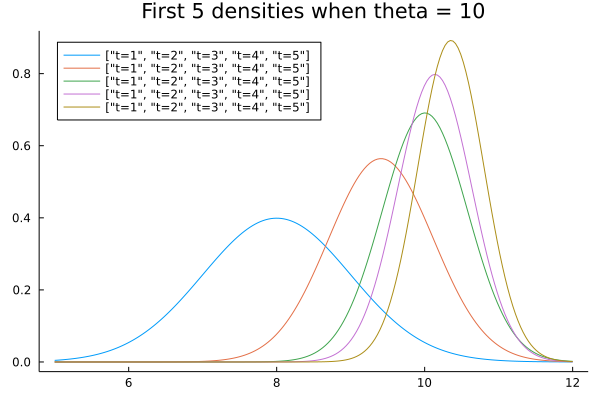 First 5 densities when theta = 10
["t=1", "t=2", "t=3", "t=4", "t=5"]
["t=1", "t=2", "t=3", "t=4", "t=5"]
["t=1", "t=2", "t=3", "t=4", "t=5"]
["t=1", "t=2", "t=3", "t=4", "t=5"]
["t=1", "t=2", "t=3", "t=4", "t=5"]
0.8
0.6
0.4
0.2
0.0
6 8 10 12